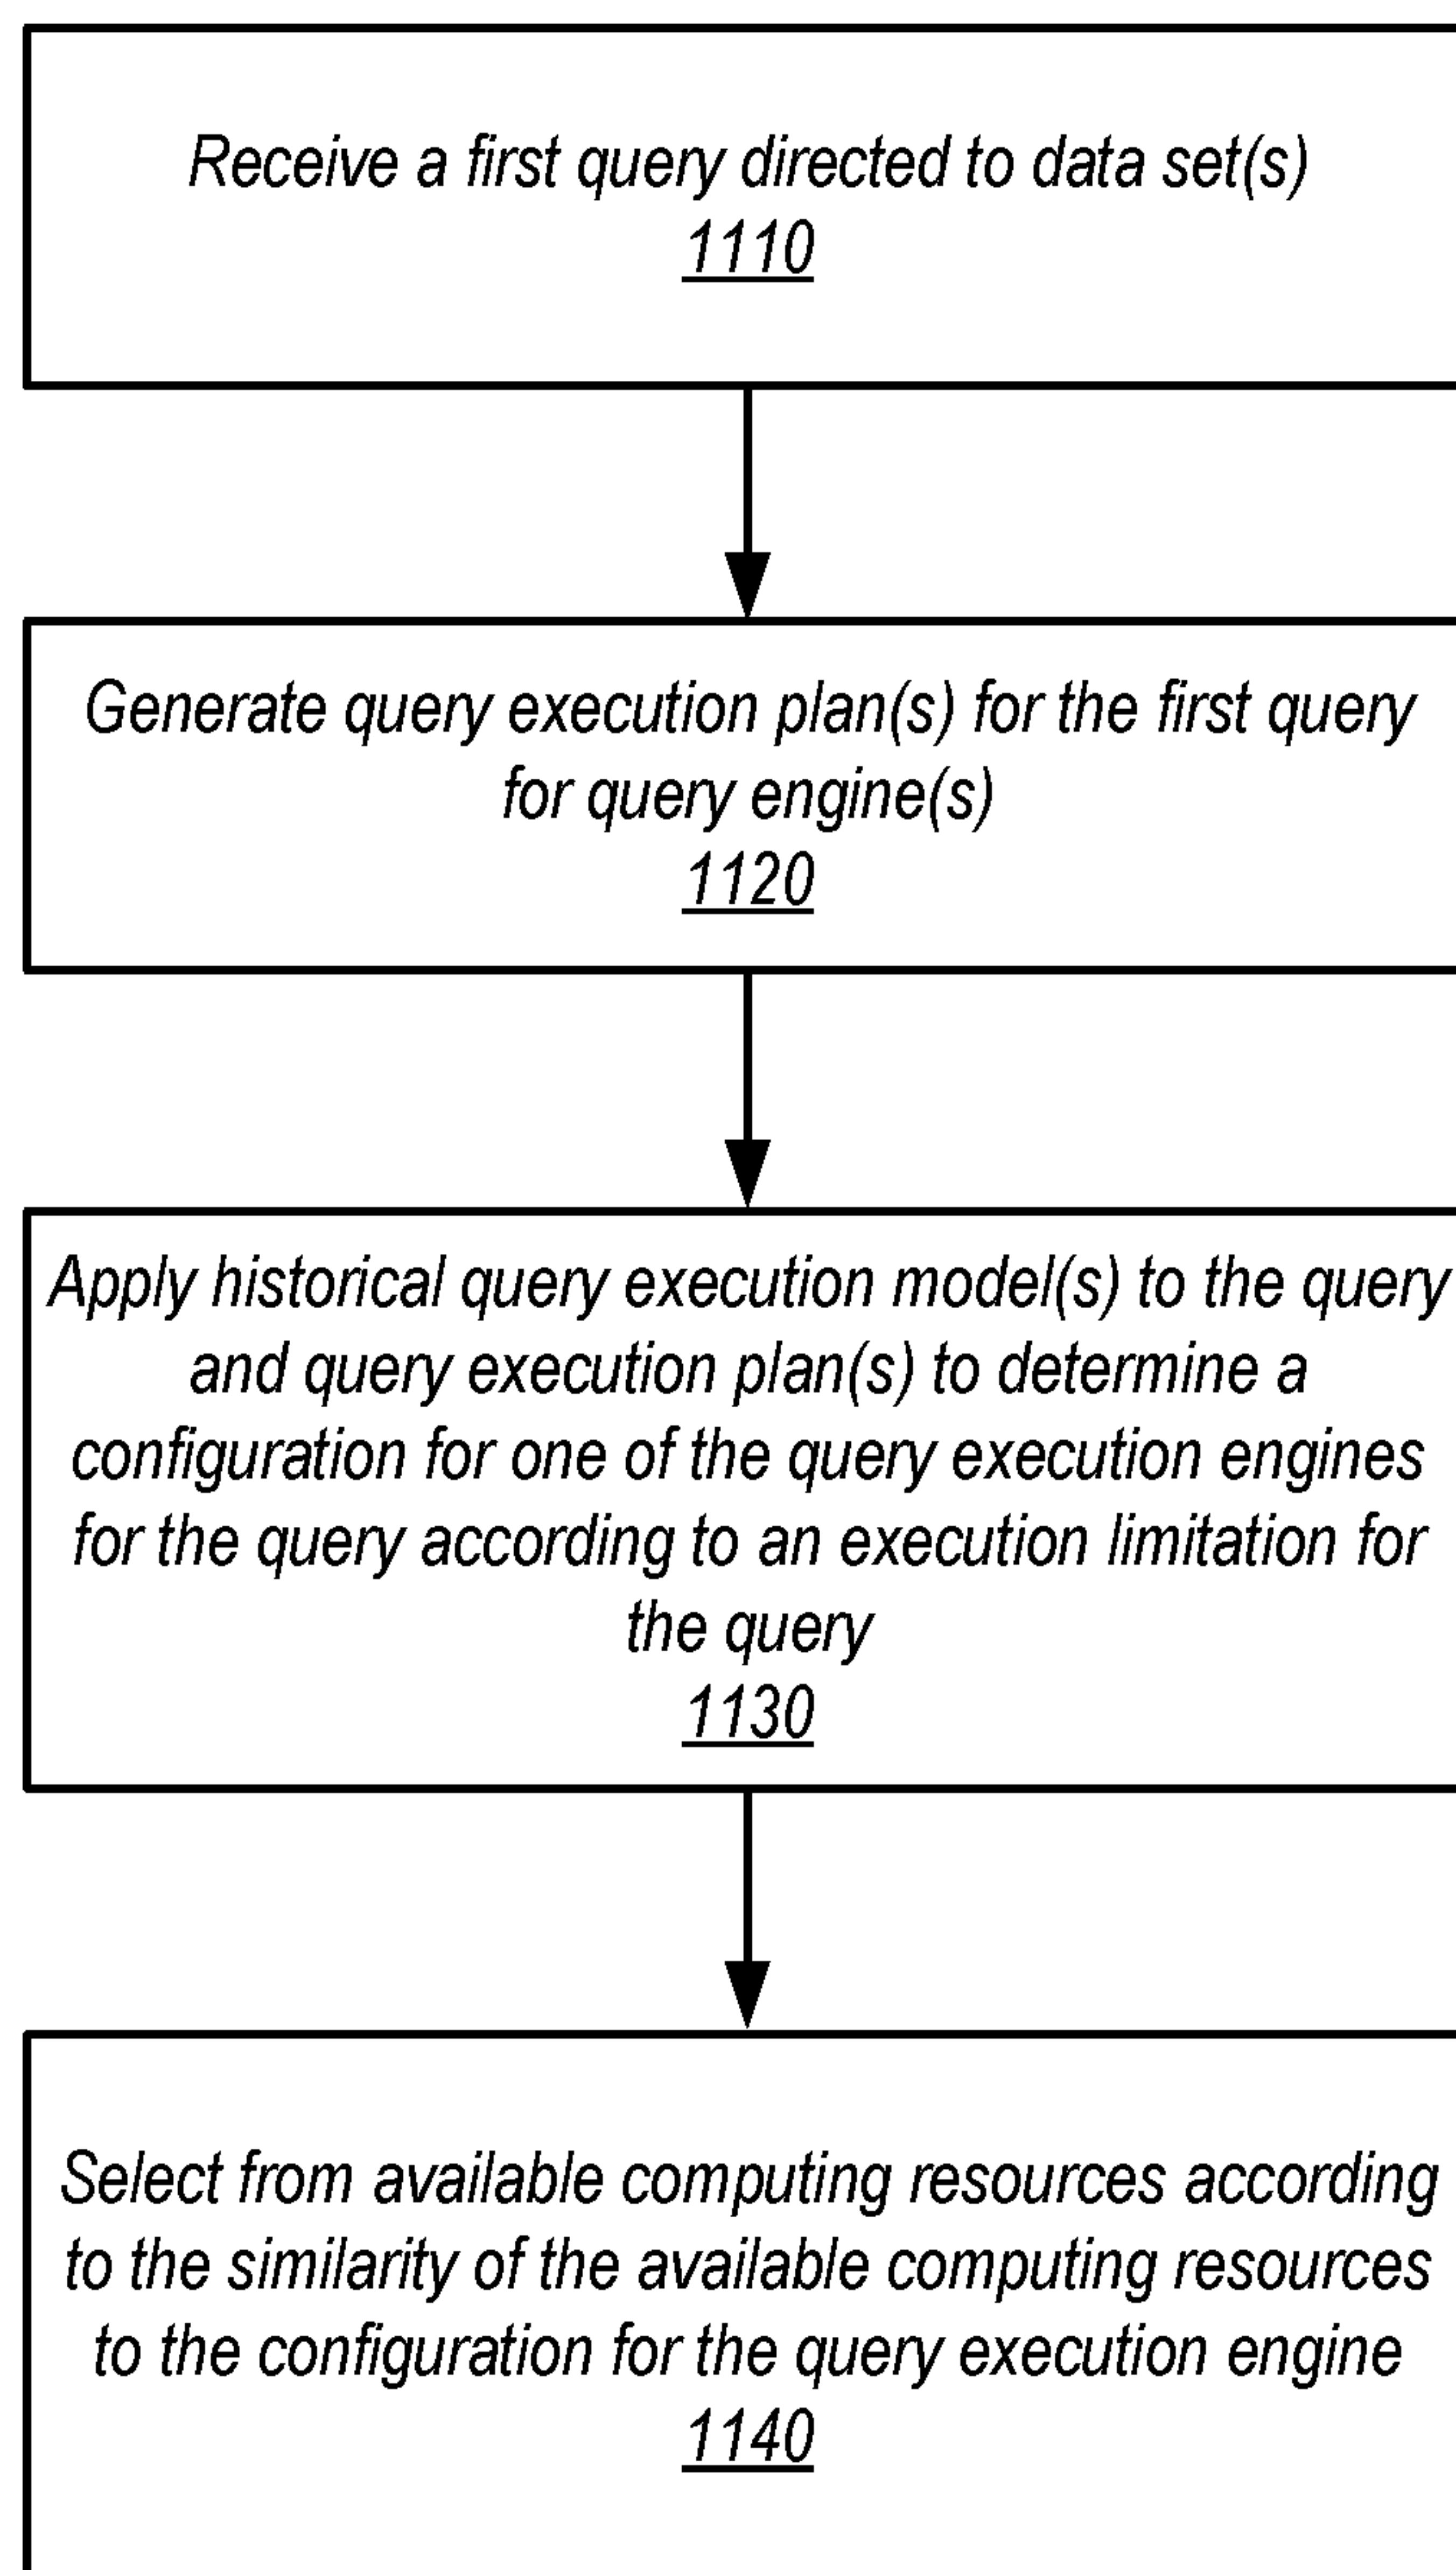 Receive a first query directed to data set(s)
1110
Generate query execution plan(s) for the first query
for query engine(s)
1120
Apply historical query execution model(s) to the query
and query execution plan(s) to determine a
configuration for one of the query execution engines
for the query according to an execution limitation for
the query
1130
Select from available computing resources according
to the similarity of the available computing resources
to the configuration for the query execution engine
1140